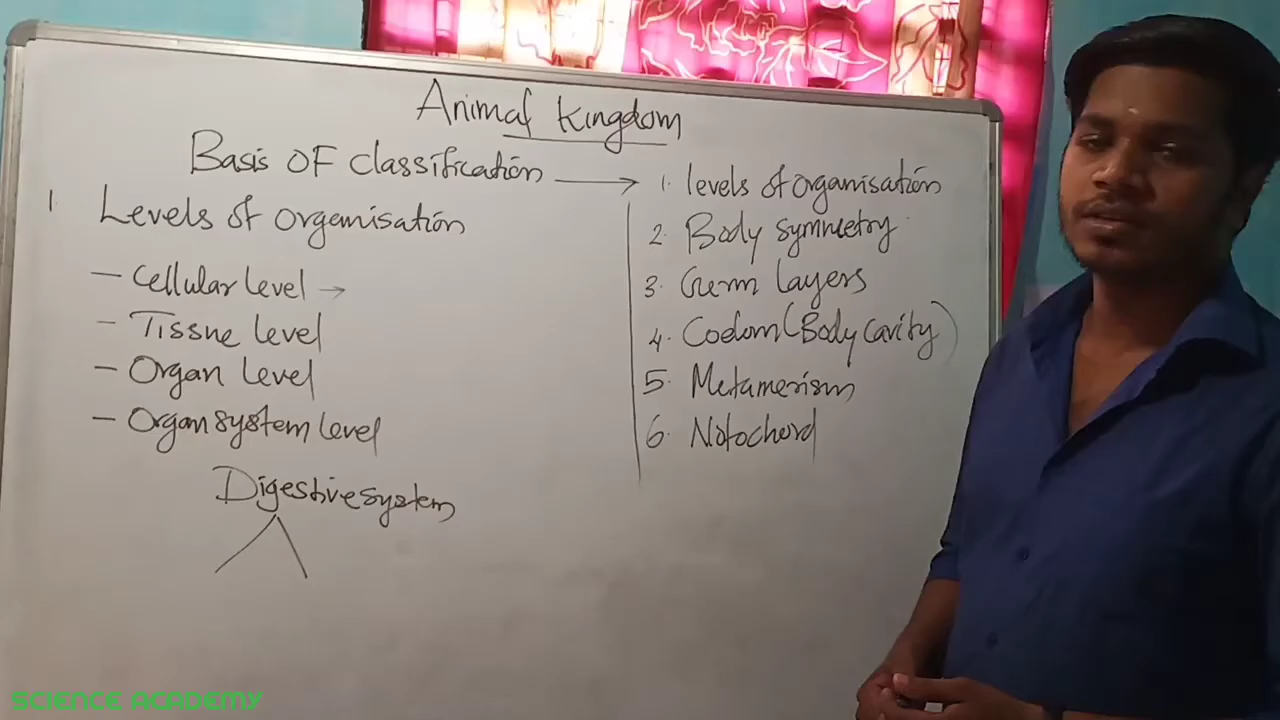 Animal Kingdom
Basis OF classification → 1. levels of organisation
2. Body symmetry
3. Germ layers
4. Coelom (Body cavity)
5. Metamerism
6. Notochord
1. Levels of organisation
- Cellular Level →
- Tissue level
- Organ Level
- Organ system Level
Digestive system
SCIENCE ACADEMY